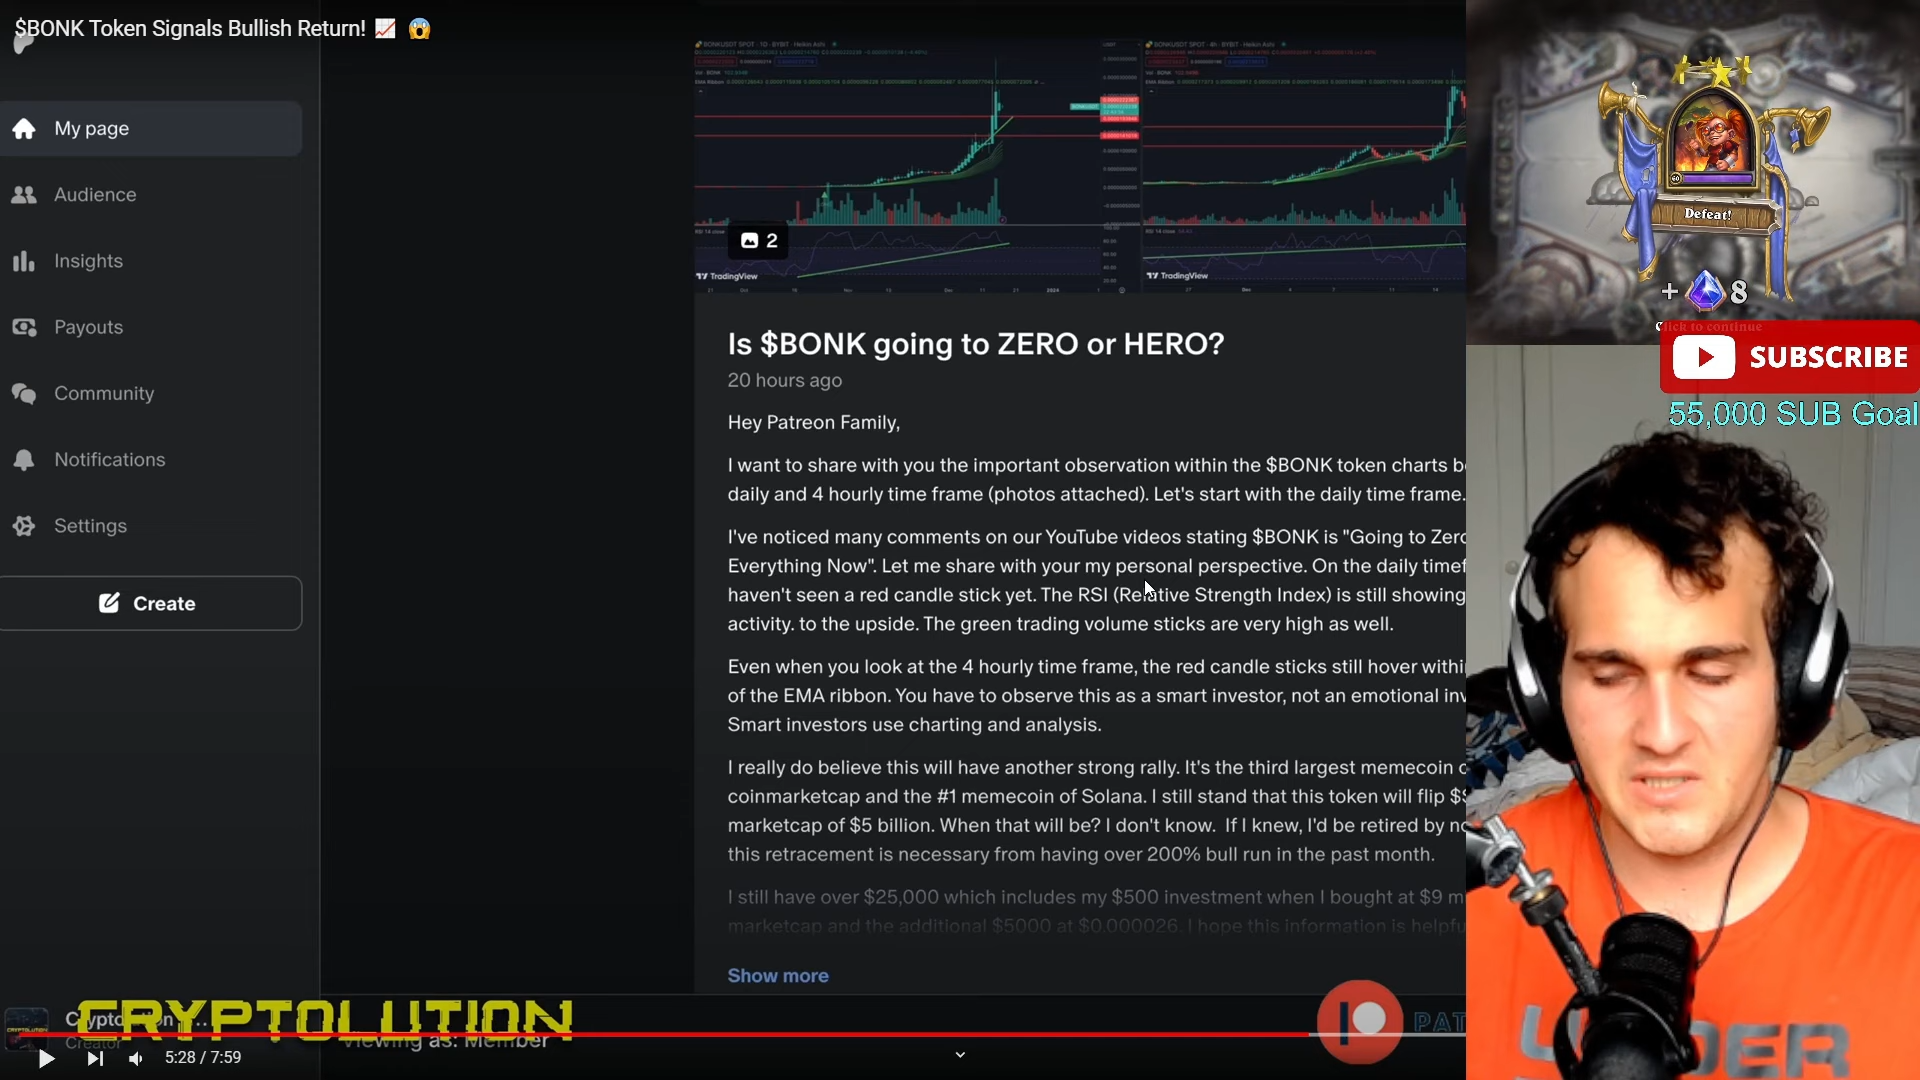 $BONK Token Signals Bullish Return!
My page
Audience
Insights
Payouts
Community
Notifications
Settings
Create
2
TradingView
TradingView
Is $BONK going to ZERO or HERO?
20 hours ago
Hey Patreon Family,
I want to share with you the important observation within the $BONK token charts
daily and 4 hourly time frame (photos attached). Let's start with the daily time frame.
I've noticed many comments on our YouTube videos stating $BONK is "Going to
Everything Now". Let me share with your my personal perspective. On the daily
haven't seen a red candle stick yet. The RSI (Relative Strength Index) is still showing
activity. to the upside. The green trading volume sticks are very high as well.
Even when you look at the 4 hourly time frame, the red candle sticks still hover
of the EMA ribbon. You have to observe this as a smart investor, not an emotional
Smart investors use charting and analysis.
I really do believe this will have another strong rally. It's the third largest memecoin
coinmarketcap and the #1 memecoin of Solana. I still stand that this token will flip
marketcap of $5 billion. When that will be? I don't know. If I knew, I'd be retired by
this retracement is necessary from having over 200% bull run in the past month.
I still have over $25,000 which includes my $500 investment when I bought at $9
marketcap and the additional $5000 at $0.000026. I hope this information is
Show more
CRYPTOLUTION
Creator
Viewing as: Member
5:28 / 7:59
Defeat!
+ 8
Click to continue
SUBSCRIBE
55,000 SUB Goal